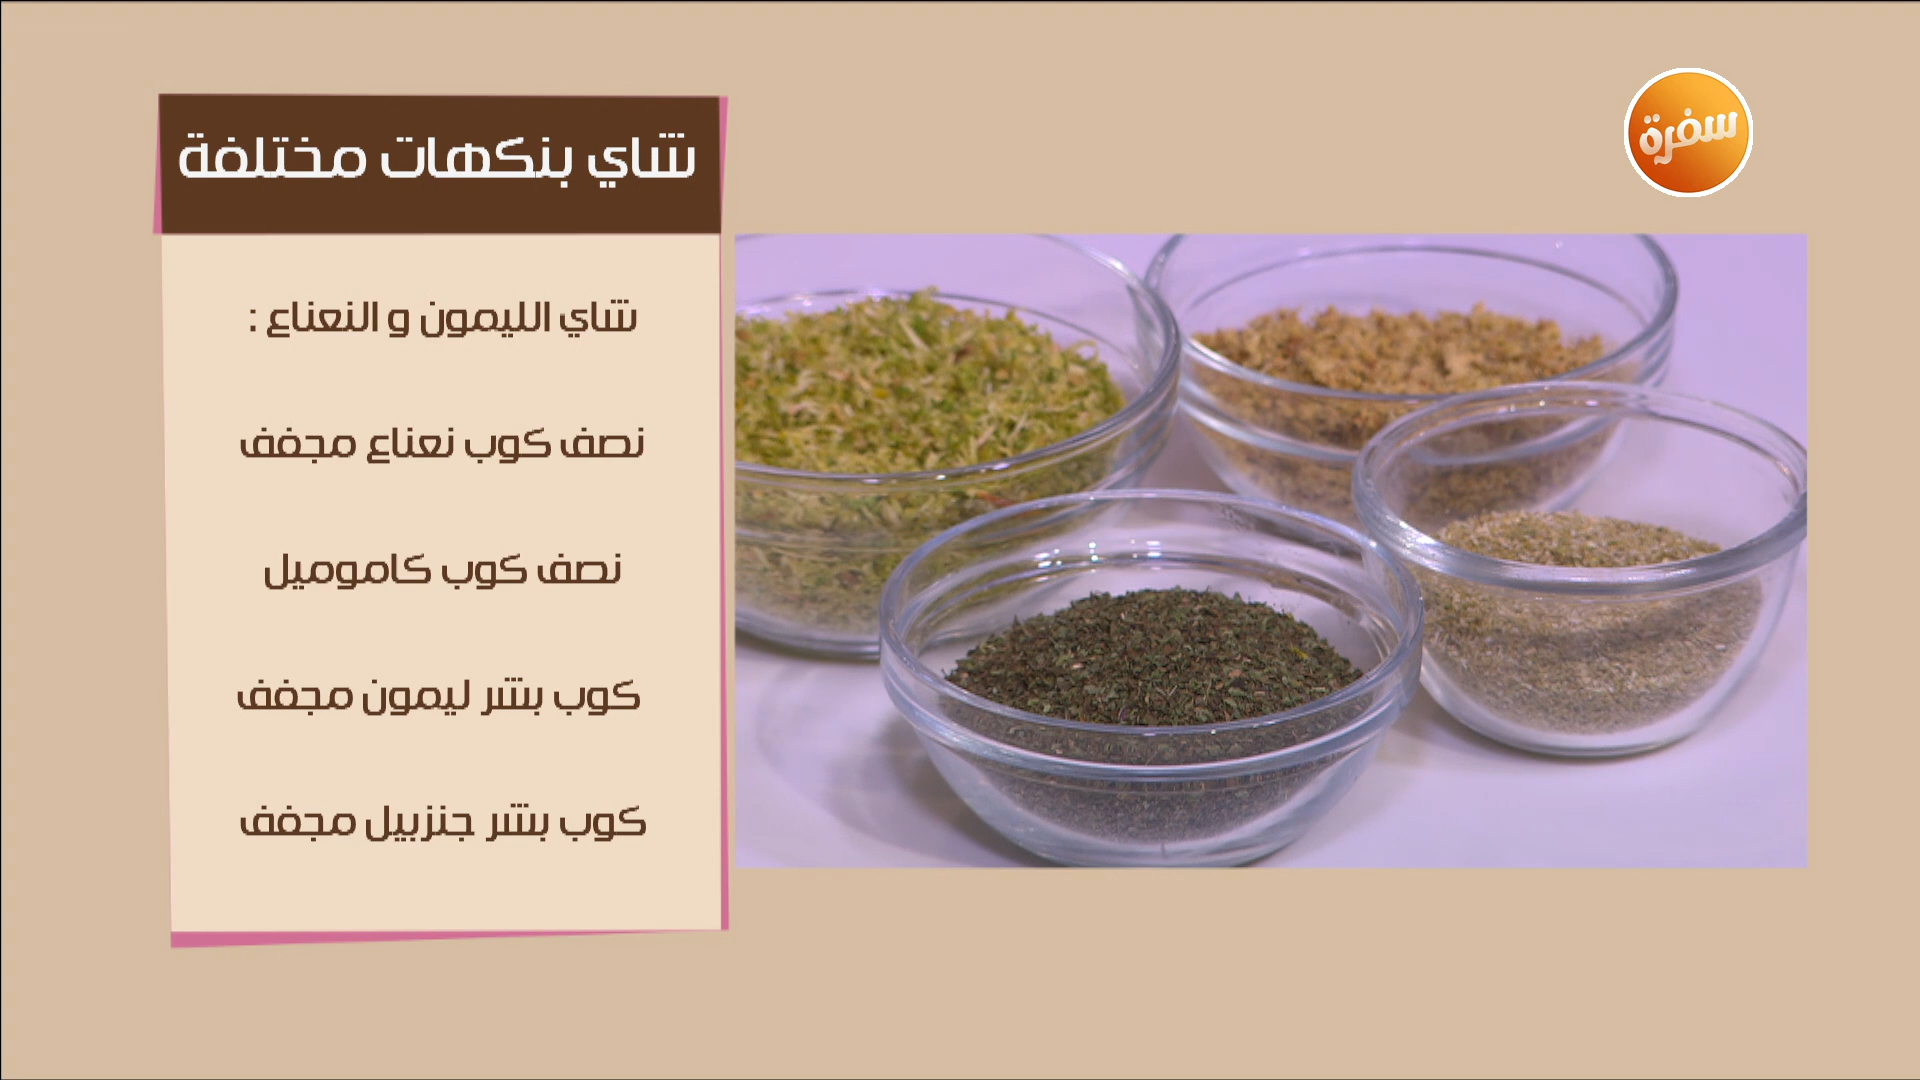 سفرة
شاي بنكهات مختلفة
شاي الليمون و النعناع :
نصف كوب نعناع مجفف
نصف كوب كاموميل
كوب بشر ليمون مجفف
كوب بشر جنزبيل مجفف